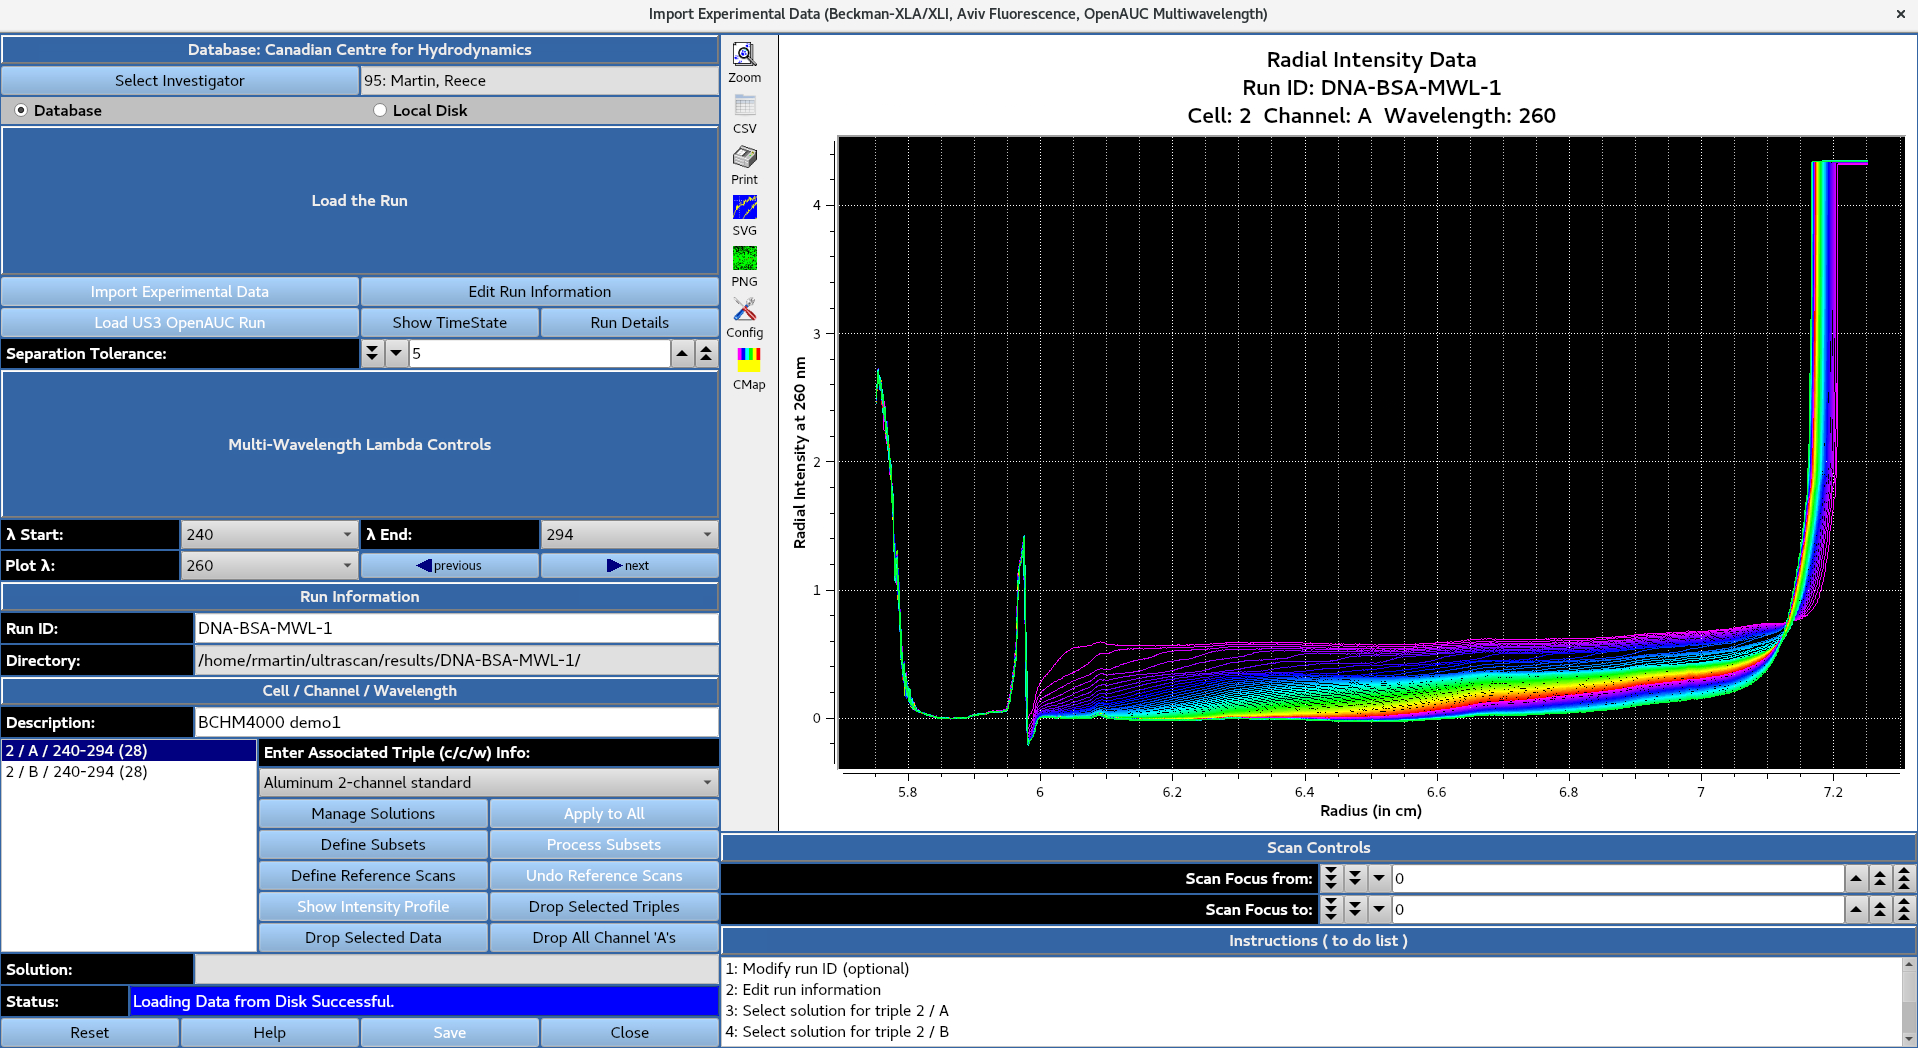 Import Experimental Data (Beckman-XLA/XLI, Aviv Fluorescence, OpenAUC Multiwavelength)
Database: Canadian Centre for Hydrodynamics
Select Investigator 95: Martin, Reece
Database Local Disk
Load the Run
Import Experimental Data Edit Run Information
Load US3 OpenAUC Run Show TimeState Run Details
Separation Tolerance: 5
Multi-Wavelength Lambda Controls
λ Start: 240 λ End: 294
Plot λ: 260 previous next
Run Information
Run ID: DNA-BSA-MWL-1
Directory: /home/rmartin/ultrascan/results/DNA-BSA-MWL-1/
Cell / Channel / Wavelength
Description: BCHM4000 demo1
2 / A / 240-294 (28)
2 / B / 240-294 (28)
Enter Associated Triple (c/c/w) Info:
Aluminum 2-channel standard
Manage Solutions Apply to All
Define Subsets Process Subsets
Define Reference Scans Undo Reference Scans
Show Intensity Profile Drop Selected Triples
Drop Selected Data Drop All Channel 'A's
Solution:
Status: Loading Data from Disk Successful.
Reset Help Save Close
Zoom
CSV
Print
SVG
PNG
Config
CMap
Radial Intensity Data
Run ID: DNA-BSA-MWL-1
Cell: 2 Channel: A Wavelength: 260
Radial Intensity at 260 nm
4
3
2
1
0
5.8 6 6.2 6.4 6.6 6.8 7 7.2
Radius (in cm)
Scan Controls
Scan Focus from: 0
Scan Focus to: 0
Instructions ( to do list )
1: Modify run ID (optional)
2: Edit run information
3: Select solution for triple 2 / A
4: Select solution for triple 2 / B